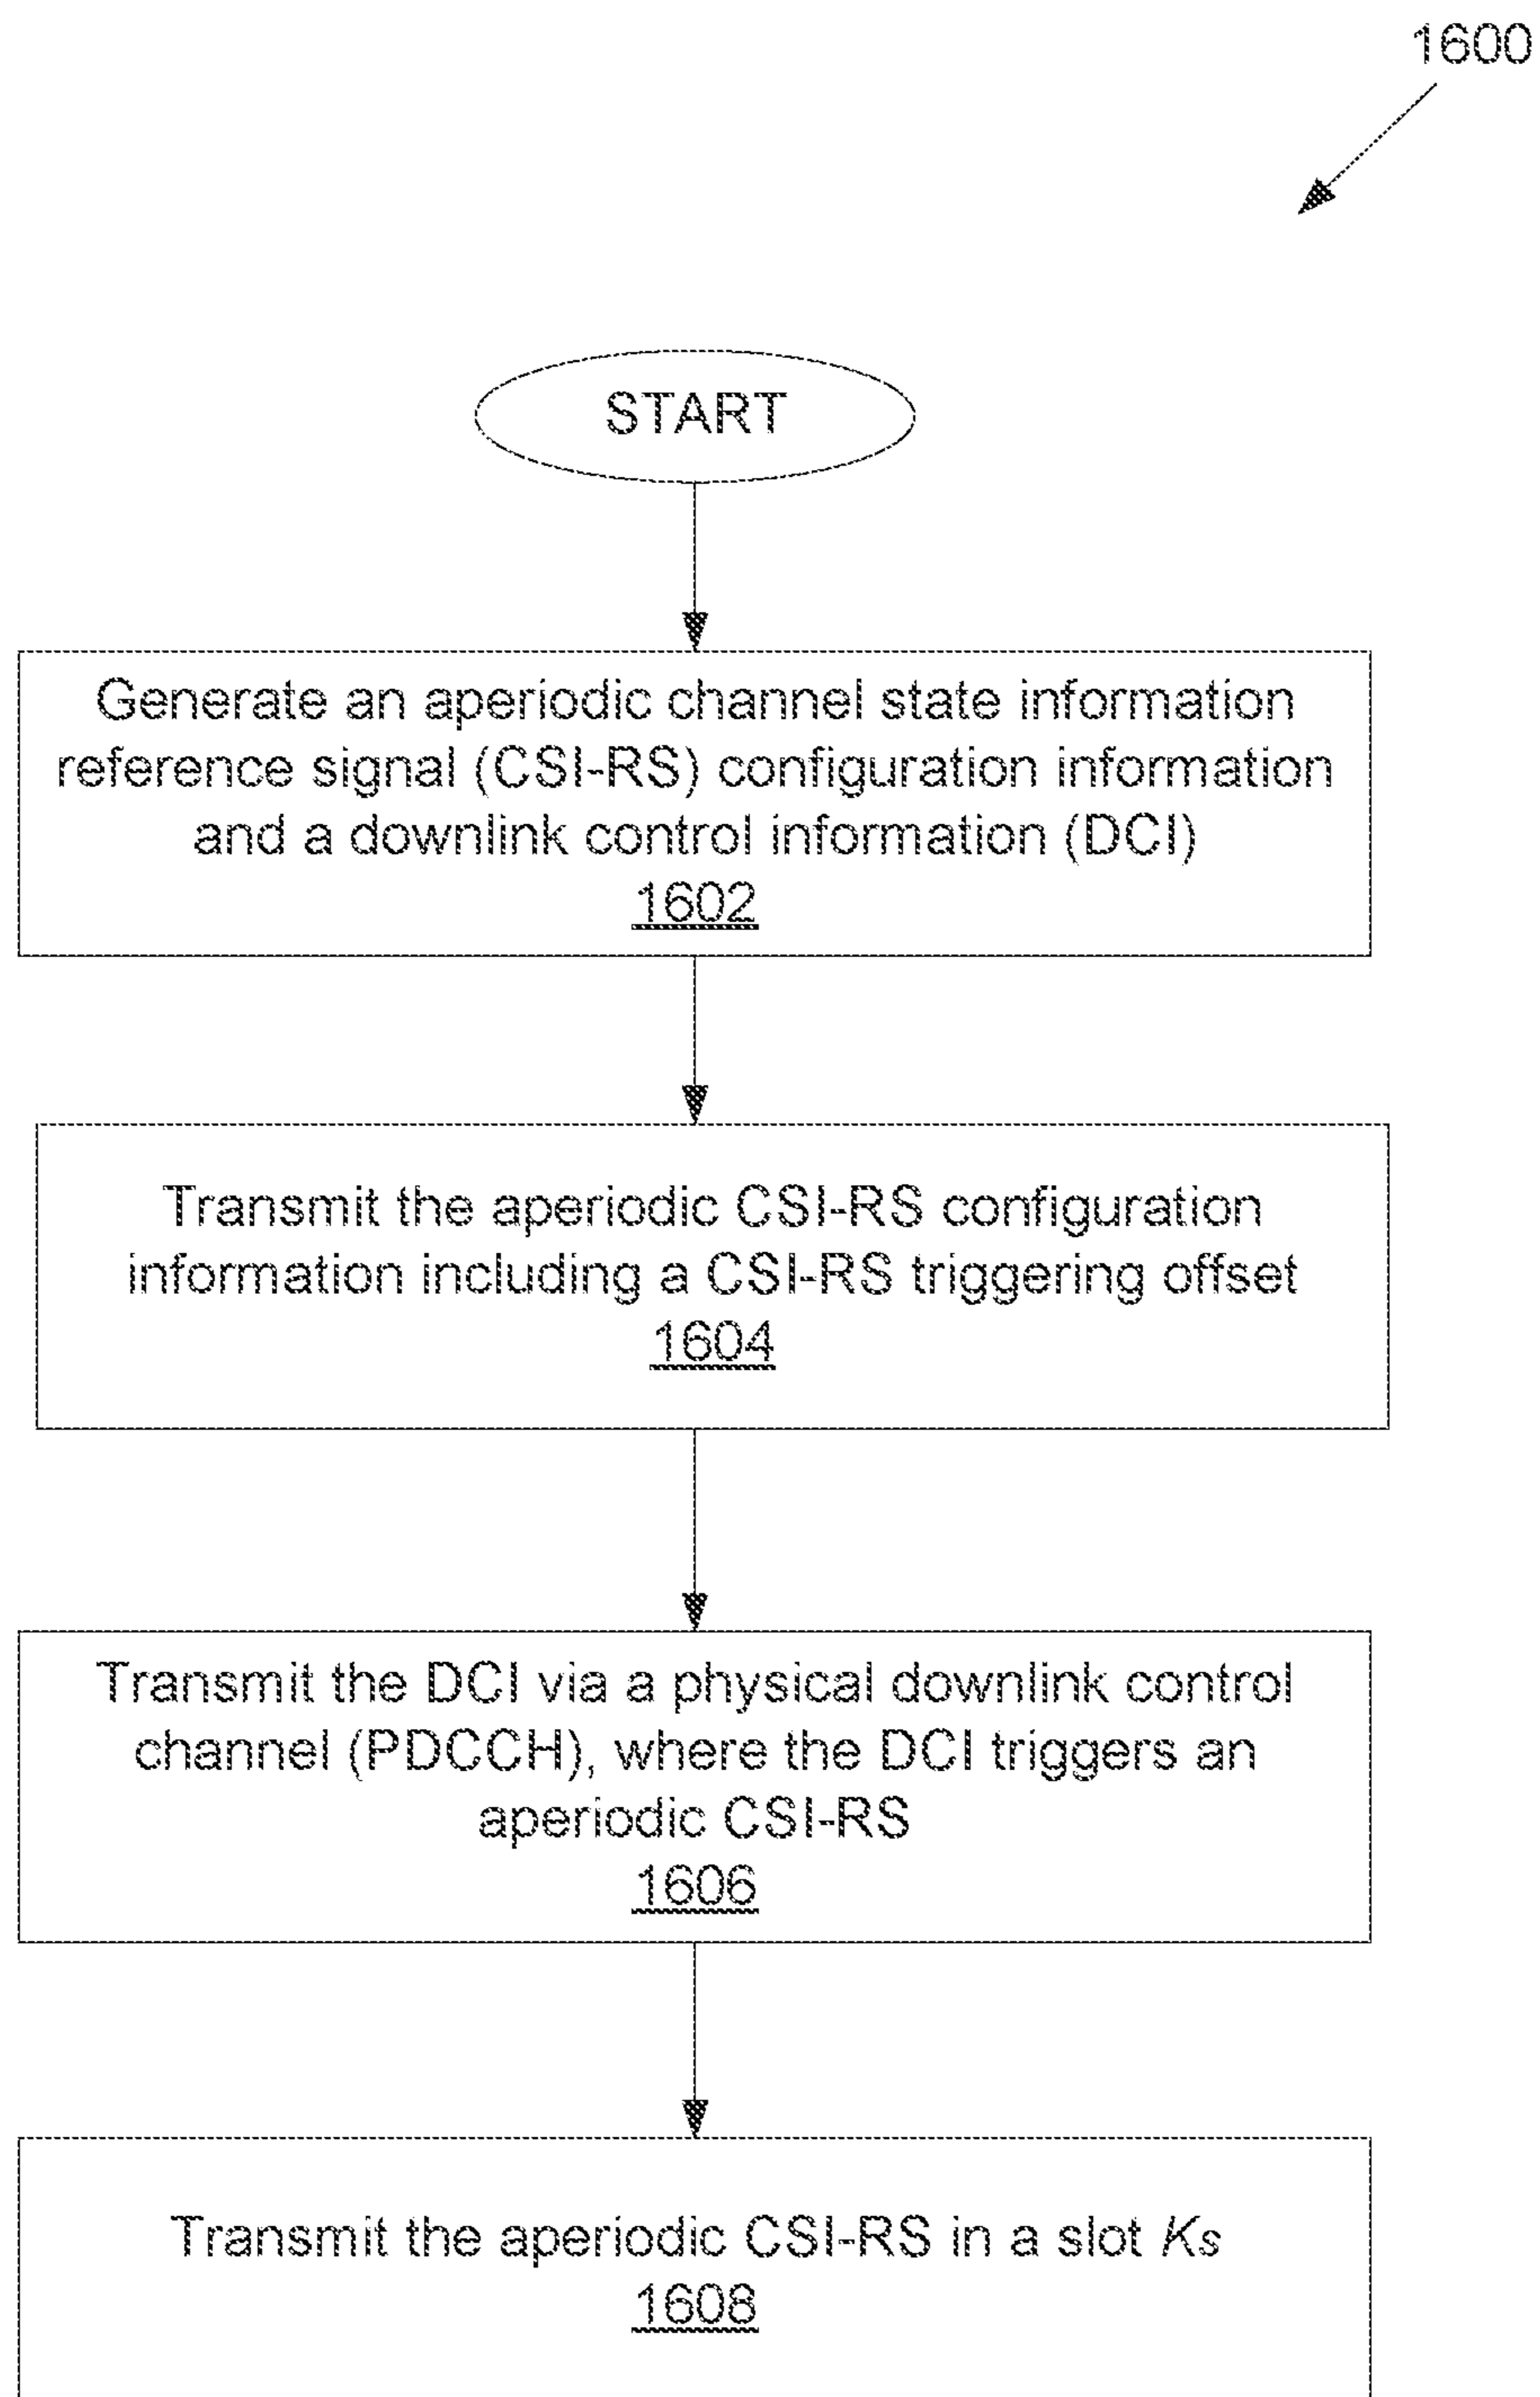 1600
START
Generate an aperiodic channel state information
reference signal (CSI-RS) configuration information
and a downlink control information (DCI)
1602
Transmit the aperiodic CSI-RS configuration
information including a CSI-RS triggering offset
1604
Transmit the DCI via a physical downlink control
channel (PDCCH), where the DCI triggers an
aperiodic CSI-RS
1606
Transmit the aperiodic CSI-RS in a slot Ks
1608